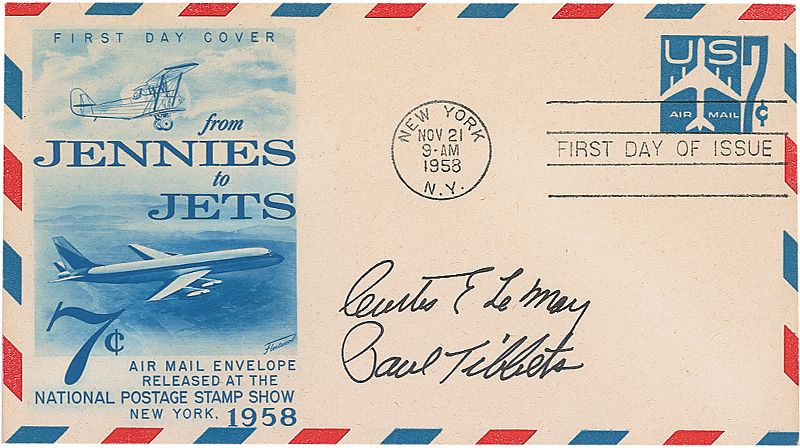 FIRST DAY COVER
from
JENNIES
to
JETS
7¢
Fleetwood
AIR MAIL ENVELOPE
RELEASED AT THE
NATIONAL POSTAGE STAMP SHOW
NEW YORK, 1958
NEW YORK
NOV 21
9-AM
1958
N.Y.
US 7¢
AIR MAIL
FIRST DAY OF ISSUE
Curtis E LeMay
Paul Tibbets